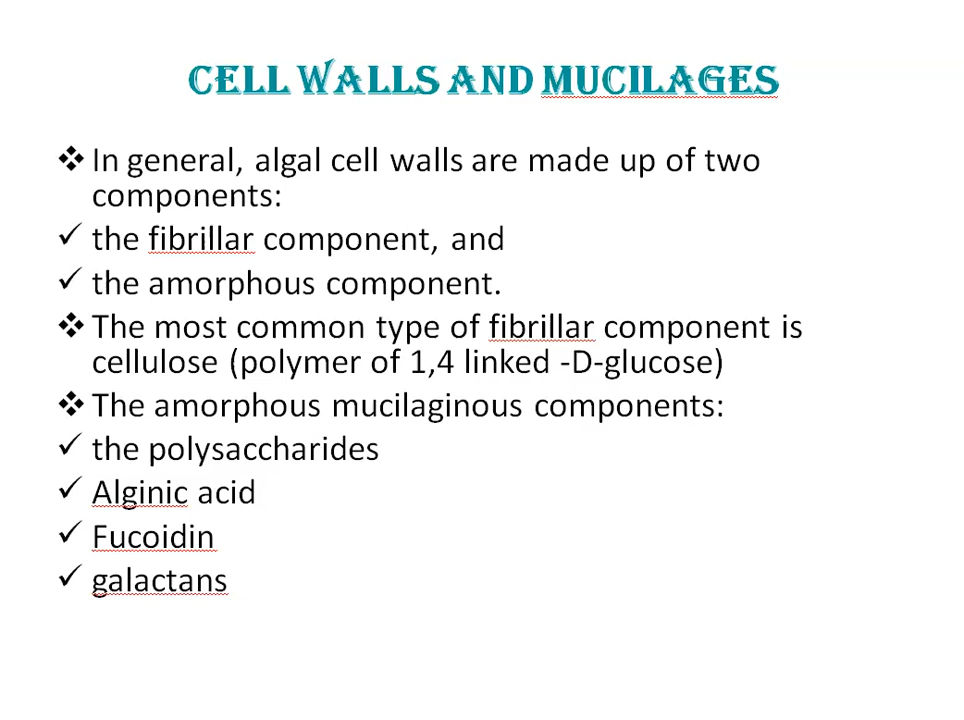 CELL WALLS AND MUCILAGES
❖ In general, algal cell walls are made up of two
components:
✓ the fibrillar component, and
✓ the amorphous component.
❖ The most common type of fibrillar component is
cellulose (polymer of 1,4 linked -D-glucose)
❖ The amorphous mucilaginous components:
✓ the polysaccharides
✓ Alginic acid
✓ Fucoidin
✓ galactans